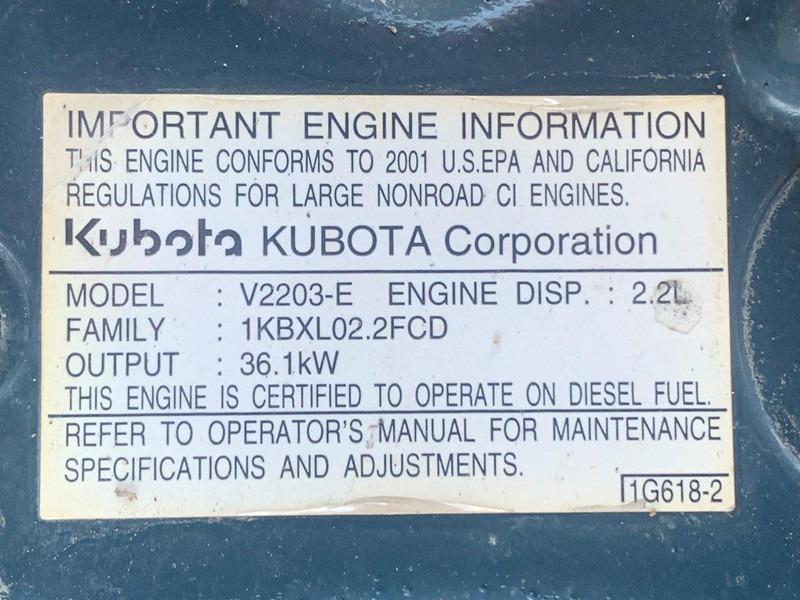 IMPORTANT ENGINE INFORMATION
THIS ENGINE CONFORMS TO 2001 U.S.EPA AND CALIFORNIA
REGULATIONS FOR LARGE NONROAD CI ENGINES.
Kubota KUBOTA Corporation
MODEL : V2203-E ENGINE DISP. : 2.2L
FAMILY : 1KBXL02.2FCD
OUTPUT : 36.1kW
THIS ENGINE IS CERTIFIED TO OPERATE ON DIESEL FUEL.
REFER TO OPERATOR'S MANUAL FOR MAINTENANCE
SPECIFICATIONS AND ADJUSTMENTS.
1G618-2